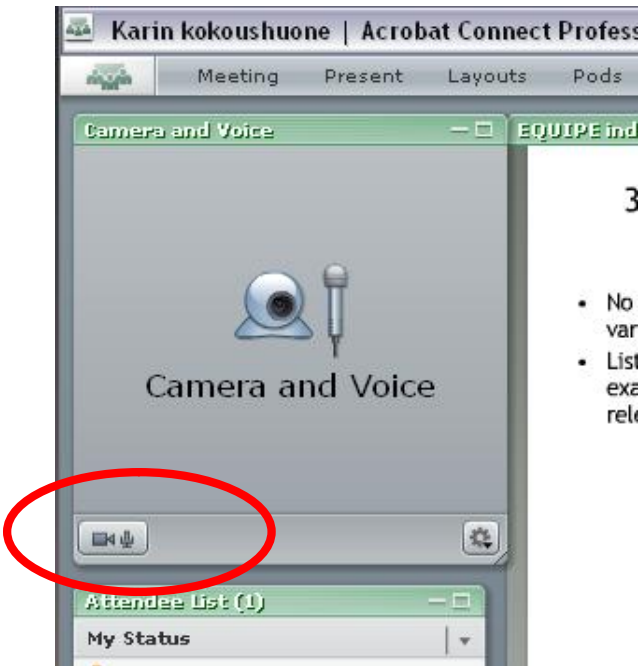 Karin kokoushuone | Acrobat Connect Profess
Meeting Present Layouts Pods
Camera and Voice
EQUIPE ind
3
Camera and Voice
• No
var
• List
exa
rele
Attendee List (1)
My Status